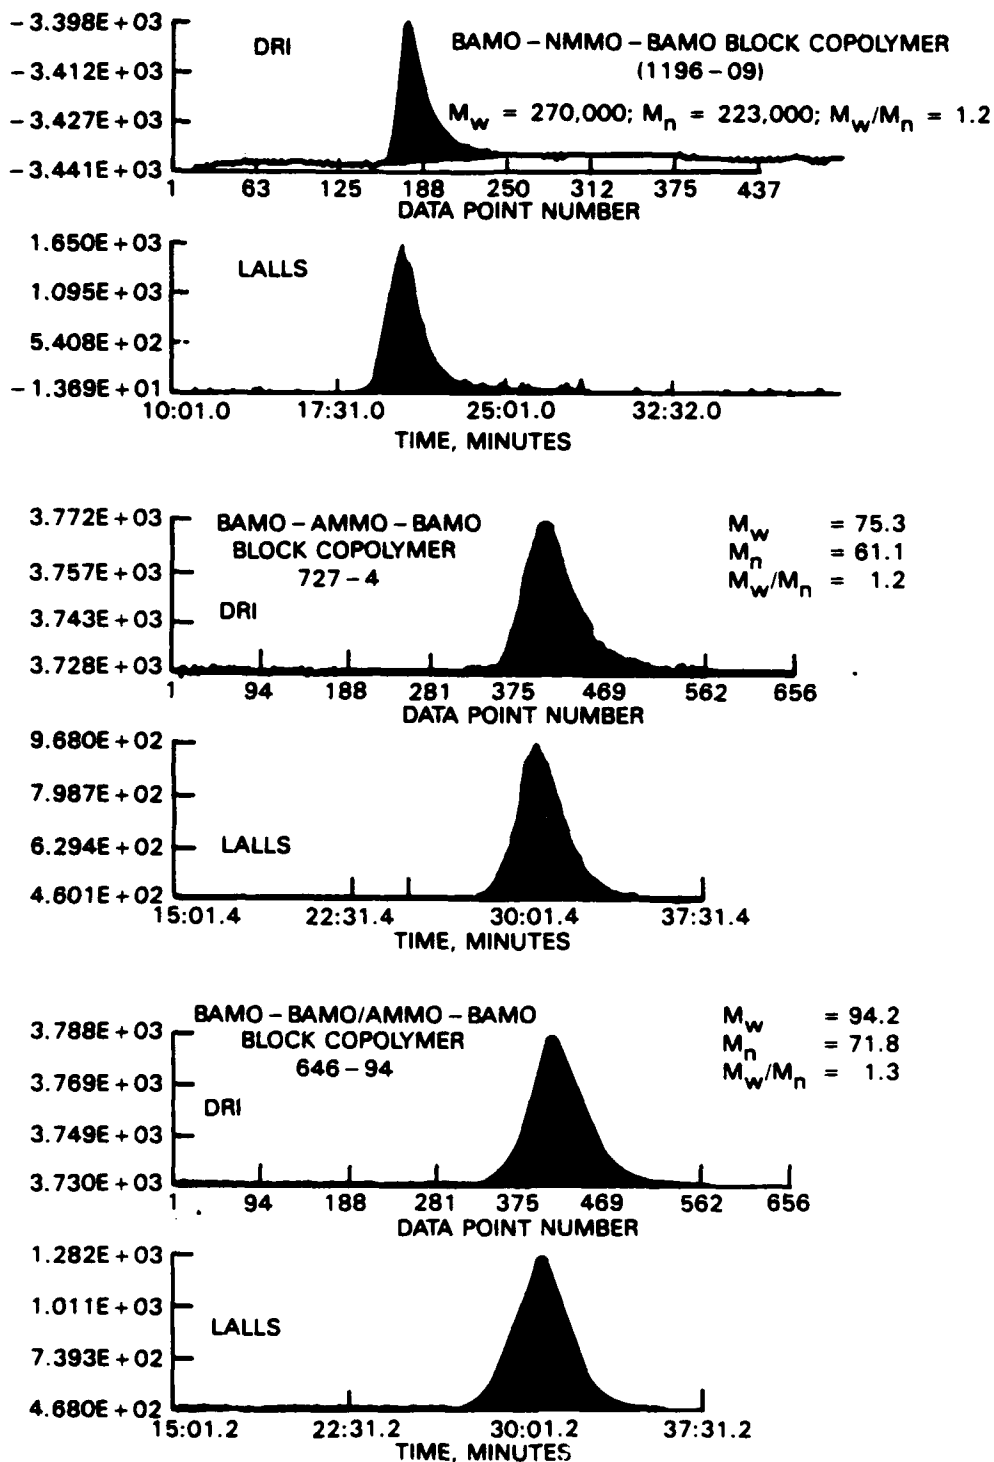 BAMO – NMMO – BAMO BLOCK COPOLYMER
(1196 – 09)
Mw = 270,000; Mn = 223,000; Mw/Mn = 1.2
DRI
– 3.398E + 03
– 3.412E + 03
– 3.427E + 03
– 3.441E + 03
1 63 125 188 250 312 375 437
DATA POINT NUMBER
1.650E + 03
LALLS
1.095E + 03
5.408E + 02
– 1.369E + 01
10:01.0 17:31.0 25:01.0 32:32.0
TIME, MINUTES
BAMO – AMMO – BAMO
BLOCK COPOLYMER
727 – 4
Mw = 75.3
Mn = 61.1
Mw/Mn = 1.2
DRI
3.772E + 03
3.757E + 03
3.743E + 03
3.728E + 03
1 94 188 281 375 469 562 656
DATA POINT NUMBER
9.680E + 02
7.987E + 02
6.294E + 02
LALLS
4.601E + 02
15:01.4 22:31.4 30:01.4 37:31.4
TIME, MINUTES
BAMO – BAMO/AMMO – BAMO
BLOCK COPOLYMER
646 – 94
Mw = 94.2
Mn = 71.8
Mw/Mn = 1.3
DRI
3.788E + 03
3.769E + 03
3.749E + 03
3.730E + 03
1 94 188 281 375 469 562 656
DATA POINT NUMBER
1.282E + 03
1.011E + 03
LALLS
7.393E + 02
4.680E + 02
15:01.2 22:31.2 30:01.2 37:31.2
TIME, MINUTES